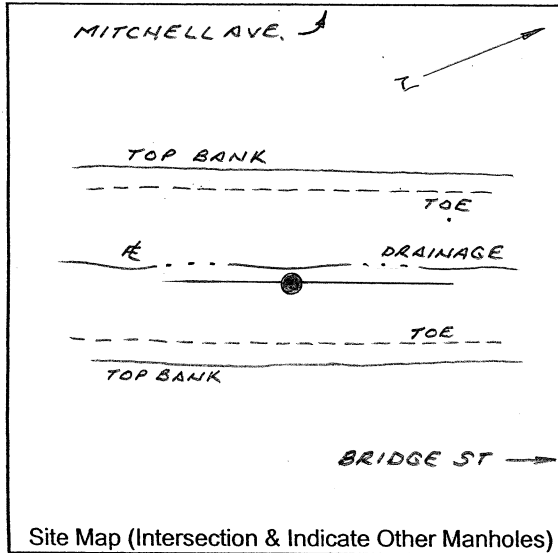 MITCHELL AVE.
N
TOP BANK
TOE
℄ DRAINAGE
TOE
TOP BANK
BRIDGE ST
Site Map (Intersection & Indicate Other Manholes)